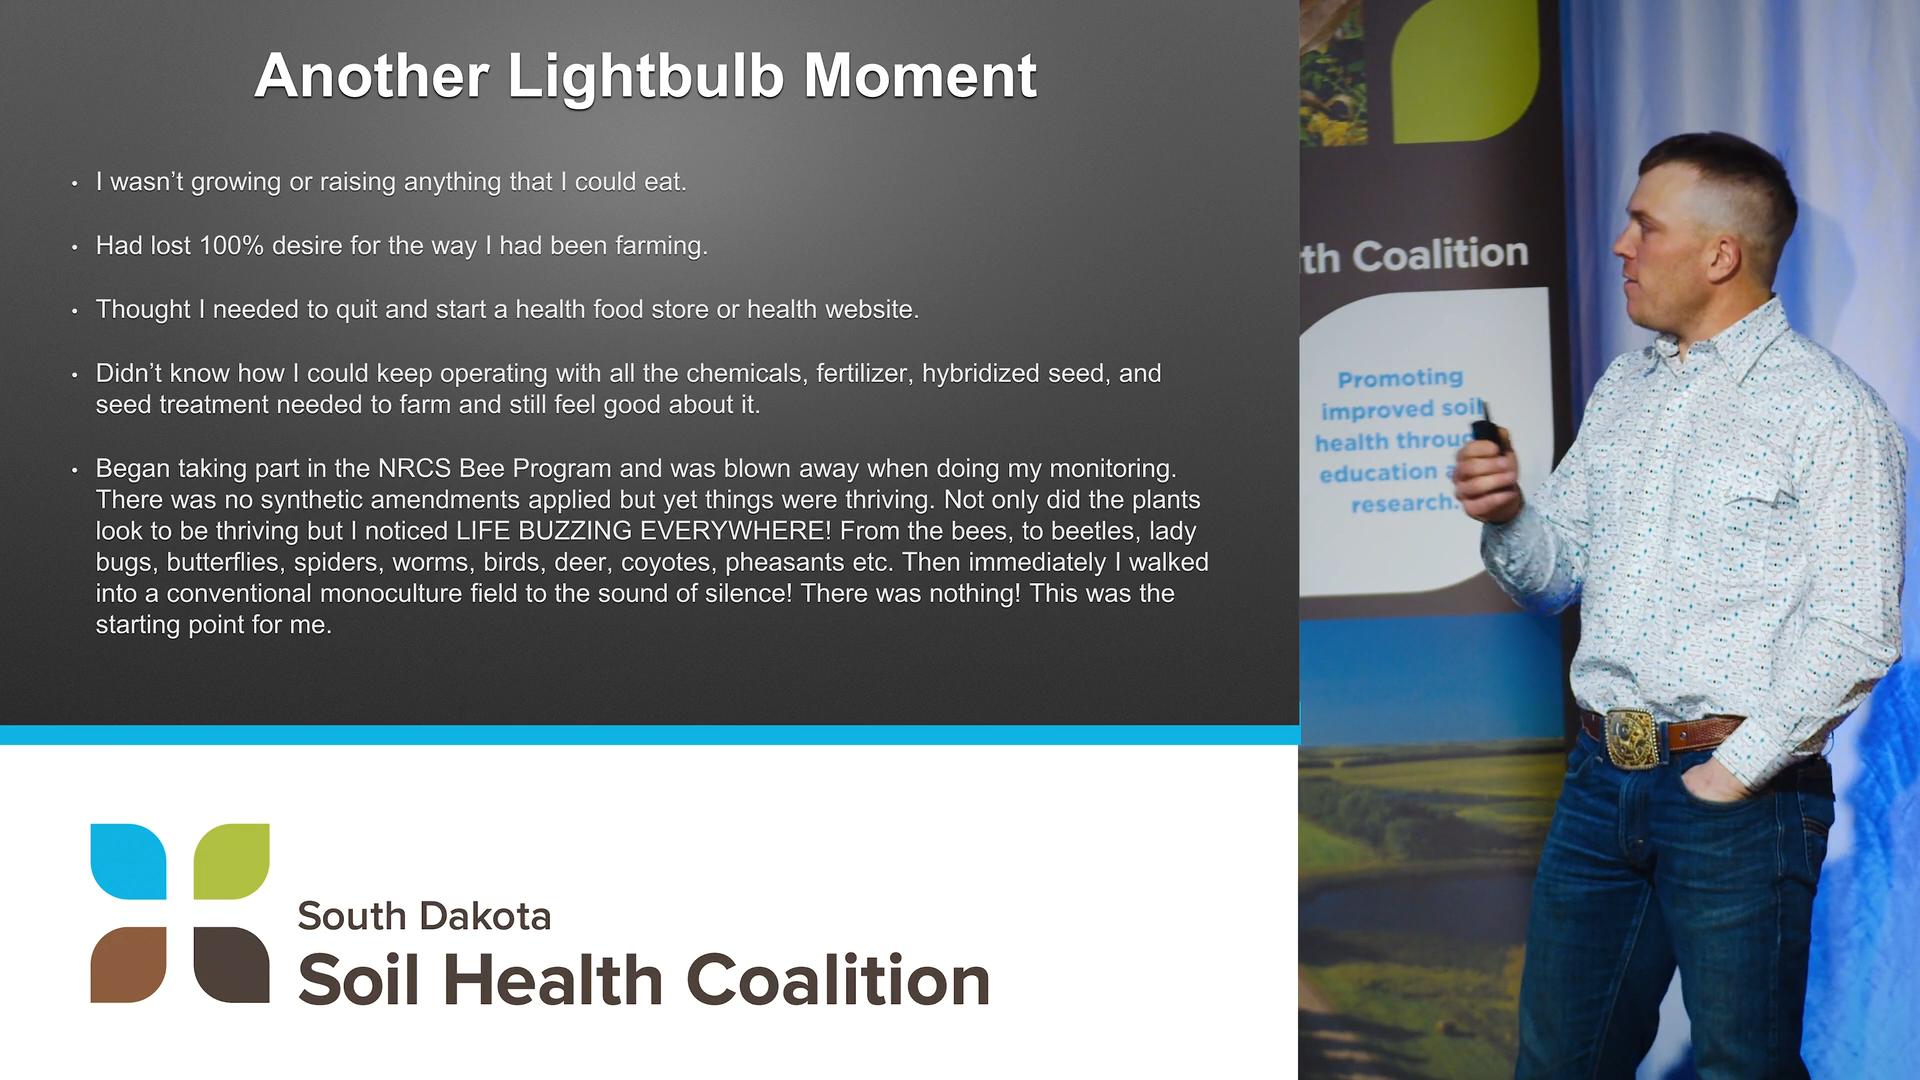 Another Lightbulb Moment
• I wasn’t growing or raising anything that I could eat.
• Had lost 100% desire for the way I had been farming.
• Thought I needed to quit and start a health food store or health website.
• Didn’t know how I could keep operating with all the chemicals, fertilizer, hybridized seed, and
seed treatment needed to farm and still feel good about it.
• Began taking part in the NRCS Bee Program and was blown away when doing my monitoring.
There was no synthetic amendments applied but yet things were thriving. Not only did the plants
look to be thriving but I noticed LIFE BUZZING EVERYWHERE! From the bees, to beetles, lady
bugs, butterflies, spiders, worms, birds, deer, coyotes, pheasants etc. Then immediately I walked
into a conventional monoculture field to the sound of silence! There was nothing! This was the
starting point for me.
South Dakota
Soil Health Coalition
th Coalition
Promoting
improved soil
health throug
education a
research.